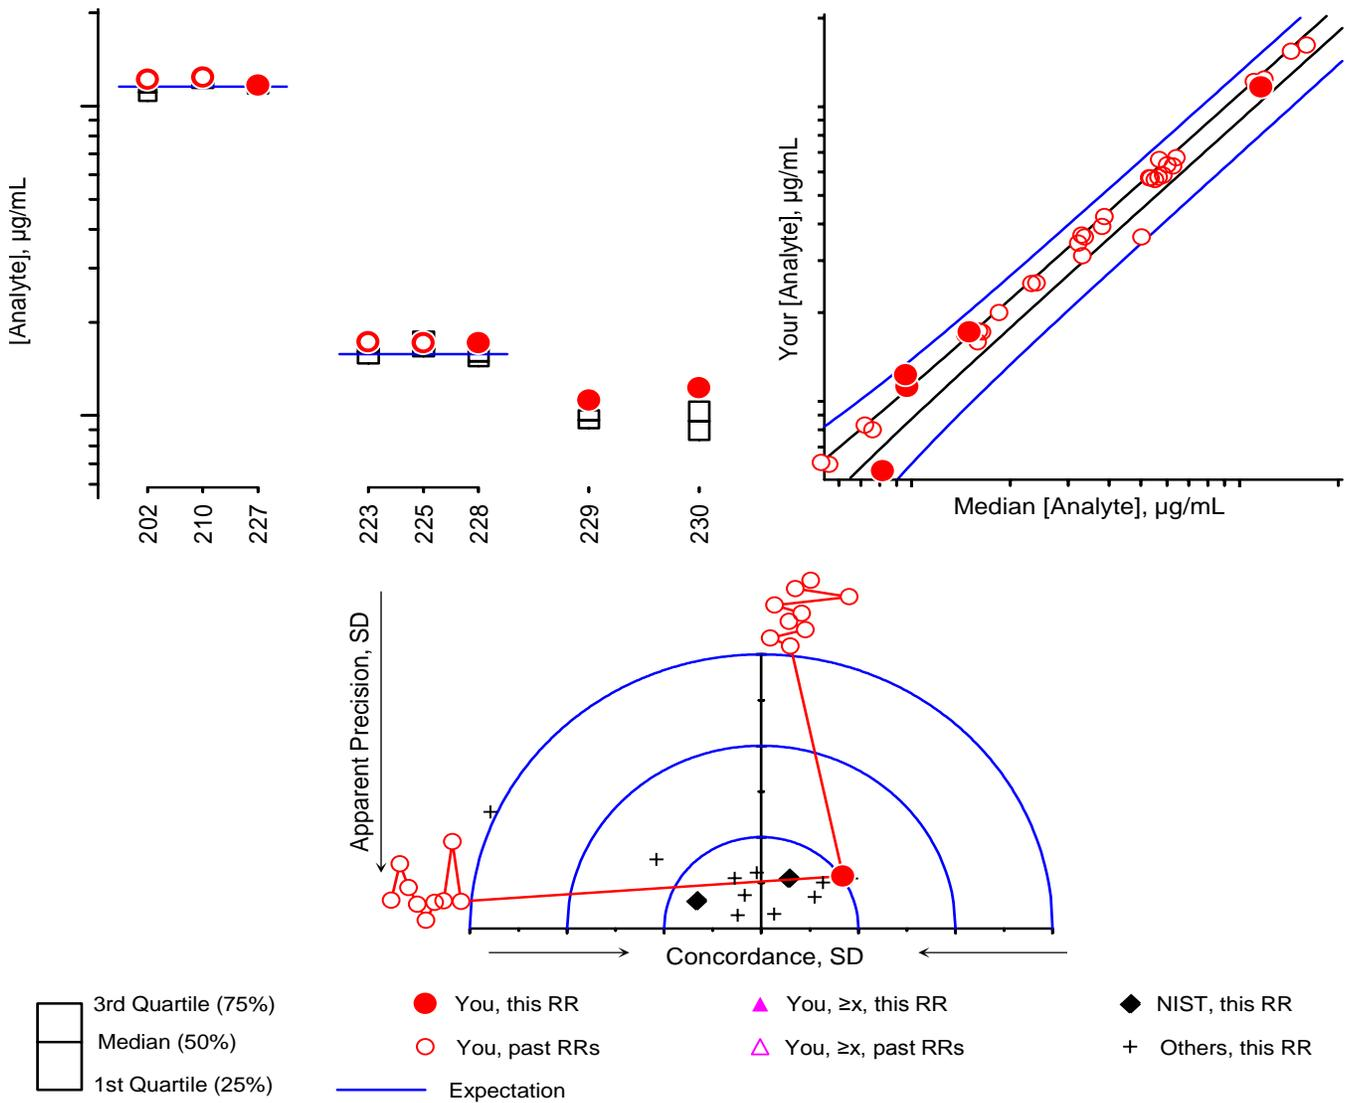 [Analyte], µg/mL
202
210
227
223
225
228
229
230
Your [Analyte], µg/mL
Median [Analyte], µg/mL
Apparent Precision, SD
Concordance, SD
3rd Quartile (75%)
Median (50%)
1st Quartile (25%)
You, this RR
You, past RRs
Expectation
You, ≥x, this RR
You, ≥x, past RRs
NIST, this RR
Others, this RR